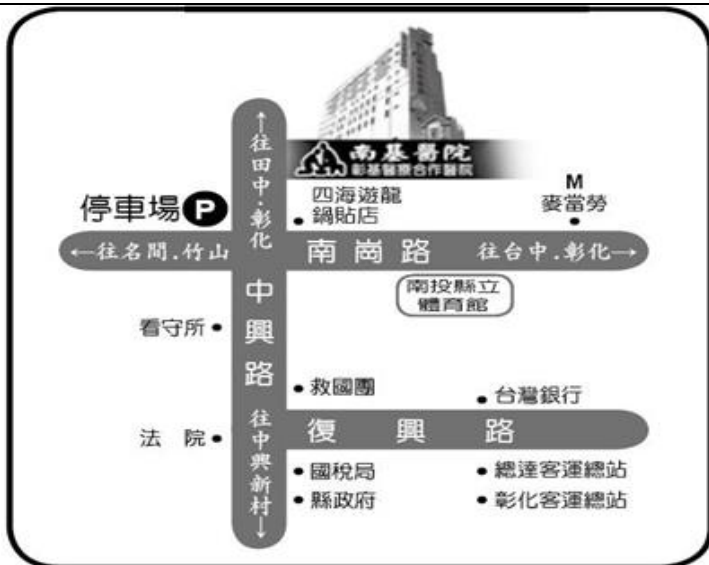 南基醫院
彰基醫療合作醫院
↑往田中.彰化
停車場P
四海遊龍
鍋貼店
M
麥當勞
←往名間.竹山
南崗路
往台中.彰化→
南投縣立
體育館
中興路
看守所
救國團
台灣銀行
法 院
復興路
往中興新村↓
國稅局
總達客運總站
縣政府
彰化客運總站